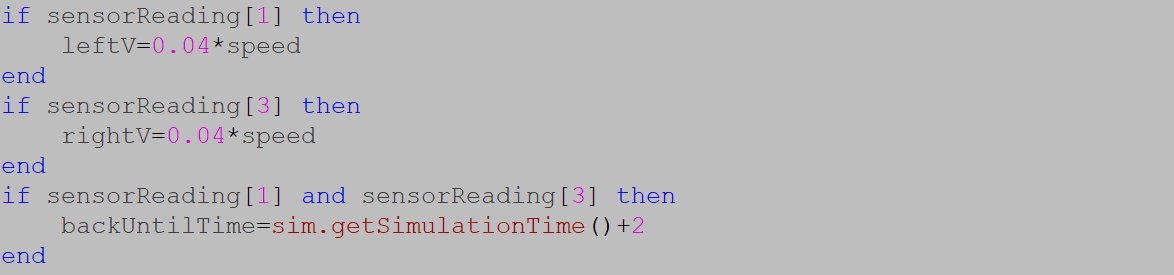 if sensorReading[1] then
    leftV=0.04*speed
end
if sensorReading[3] then
    rightV=0.04*speed
end
if sensorReading[1] and sensorReading[3] then
    backUntilTime=sim.getSimulationTime()+2
end